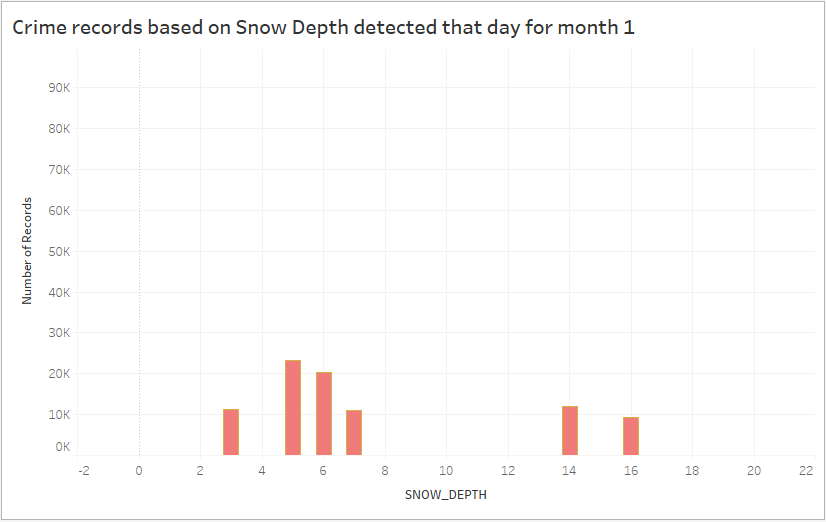 Crime records based on Snow Depth detected that day for month 1
90K
80K
70K
60K
50K
40K
30K
20K
10K
0K
Number of Records
-2 0 2 4 6 8 10 12 14 16 18 20 22
SNOW_DEPTH